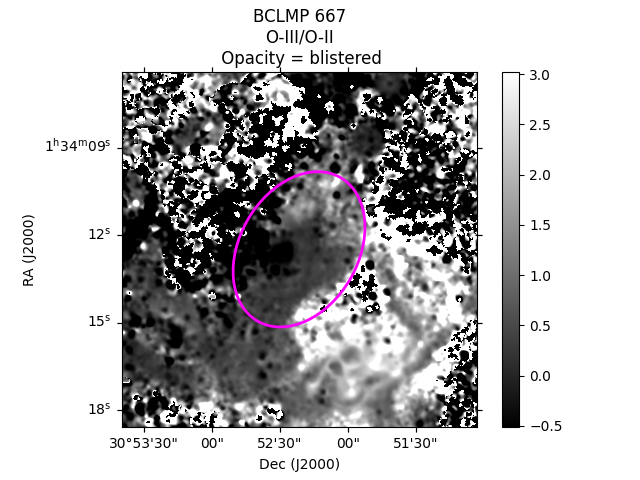 BCLMP 667
O-III/O-II
Opacity = blistered
1ʰ34ᵐ09ˢ
12ˢ
15ˢ
18ˢ
RA (J2000)
30°53'30"
00"
52'30"
00"
51'30"
Dec (J2000)
3.0
2.5
2.0
1.5
1.0
0.5
0.0
−0.5